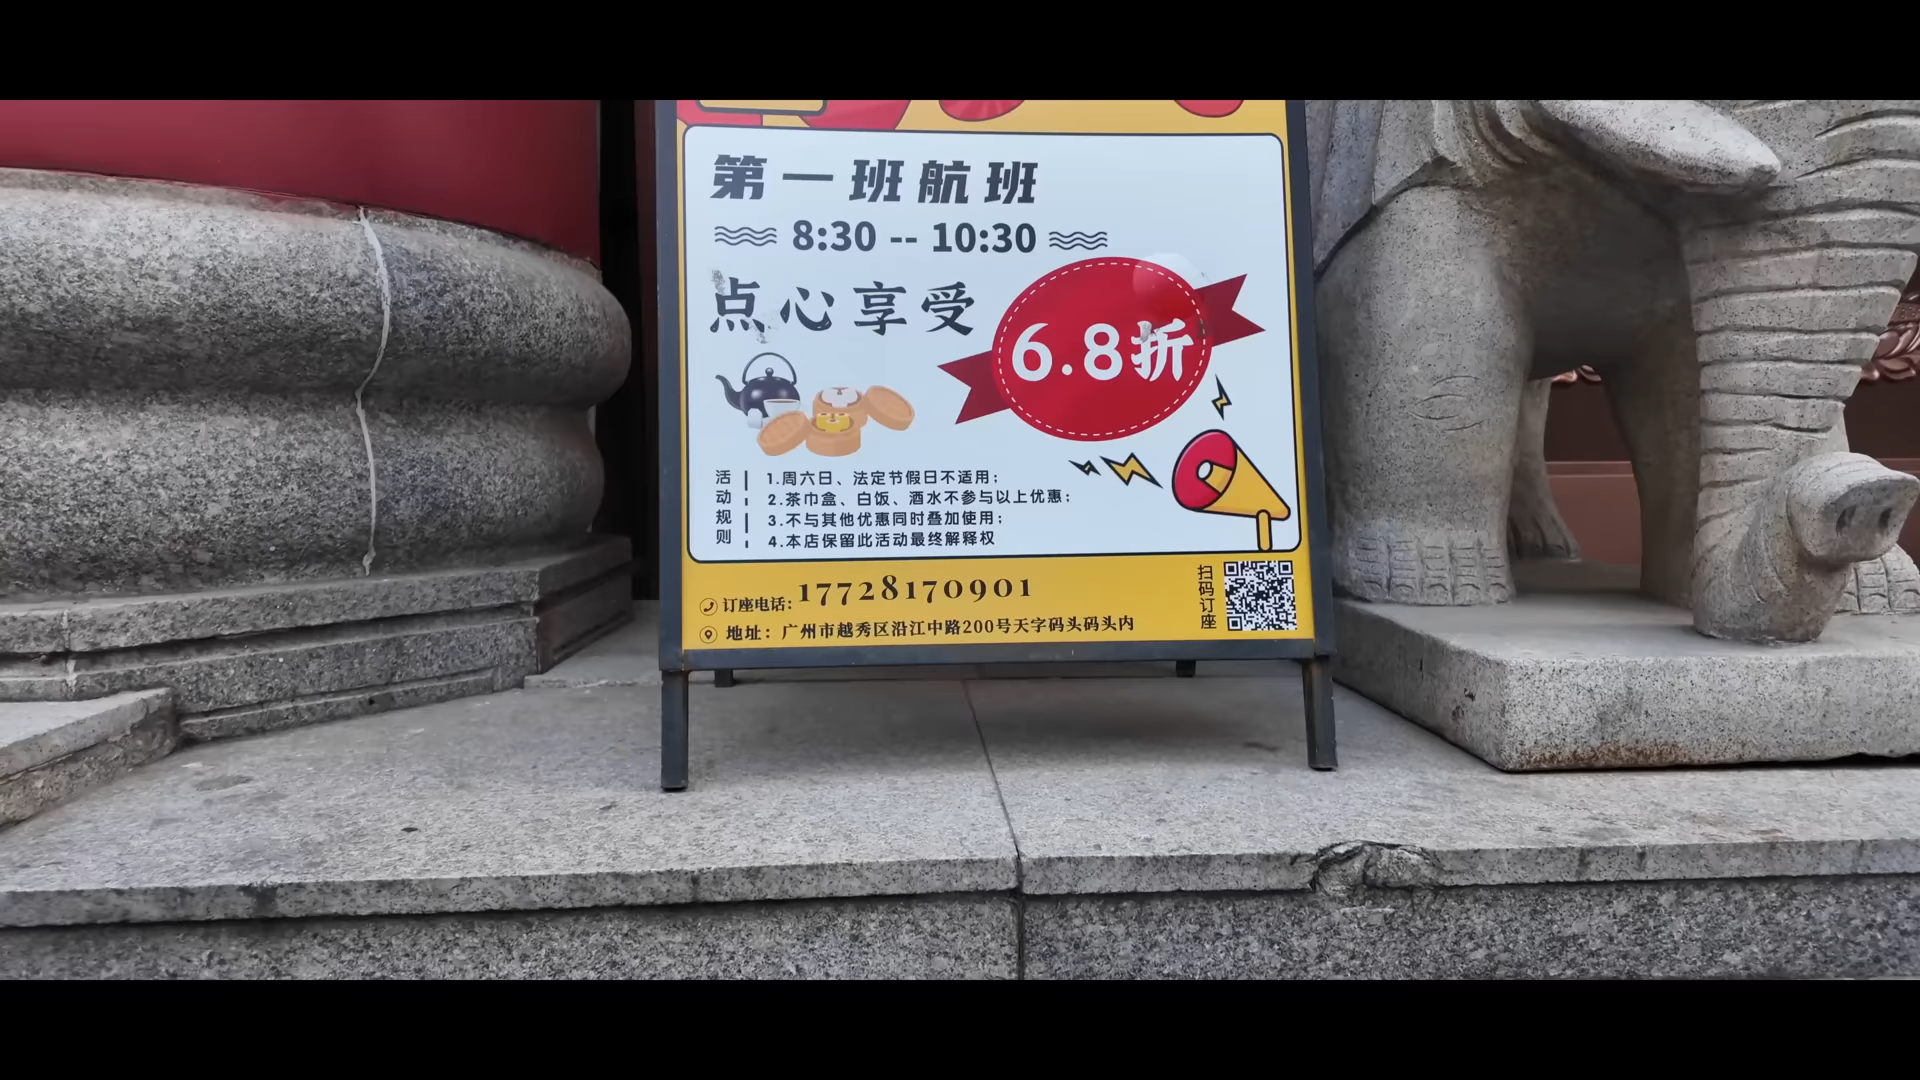 第一班航班
8:30 -- 10:30
点心享受
6.8折
活动规则
1.周六日、法定节假日不适用；
2.茶巾盒、白饭、酒水不参与以上优惠；
3.不与其他优惠同时叠加使用；
4.本店保留此活动最终解释权
订座电话：17728170901
地址：广州市越秀区沿江中路200号天字码头码头内
扫码订座